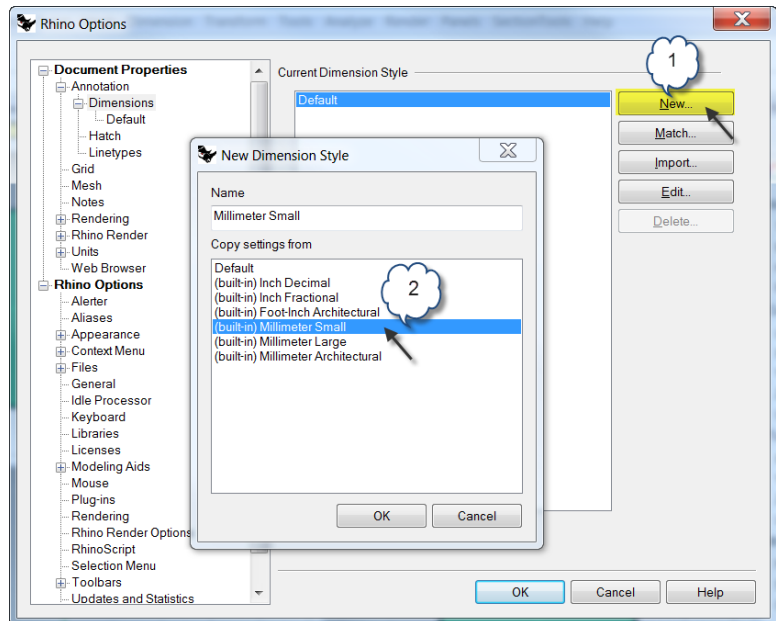 Rhino Options
Document Properties
Annotation
Dimensions
Default
Hatch
Linetypes
Grid
Mesh
Notes
Rendering
Rhino Render
Units
Web Browser
Rhino Options
Alerter
Aliases
Appearance
Context Menu
Files
General
Idle Processor
Keyboard
Libraries
Licenses
Modeling Aids
Mouse
Plug-ins
Rendering
Rhino Render Options
RhinoScript
Selection Menu
Toolbars
Updates and Statistics
Current Dimension Style
Default
1
New...
Match...
Import...
Edit...
Delete...
New Dimension Style
Name
Millimeter Small
Copy settings from
Default
(built-in) Inch Decimal
(built-in) Inch Fractional
(built-in) Foot-Inch Architectural
(built-in) Millimeter Small
(built-in) Millimeter Large
(built-in) Millimeter Architectural
2
OK Cancel
OK Cancel Help